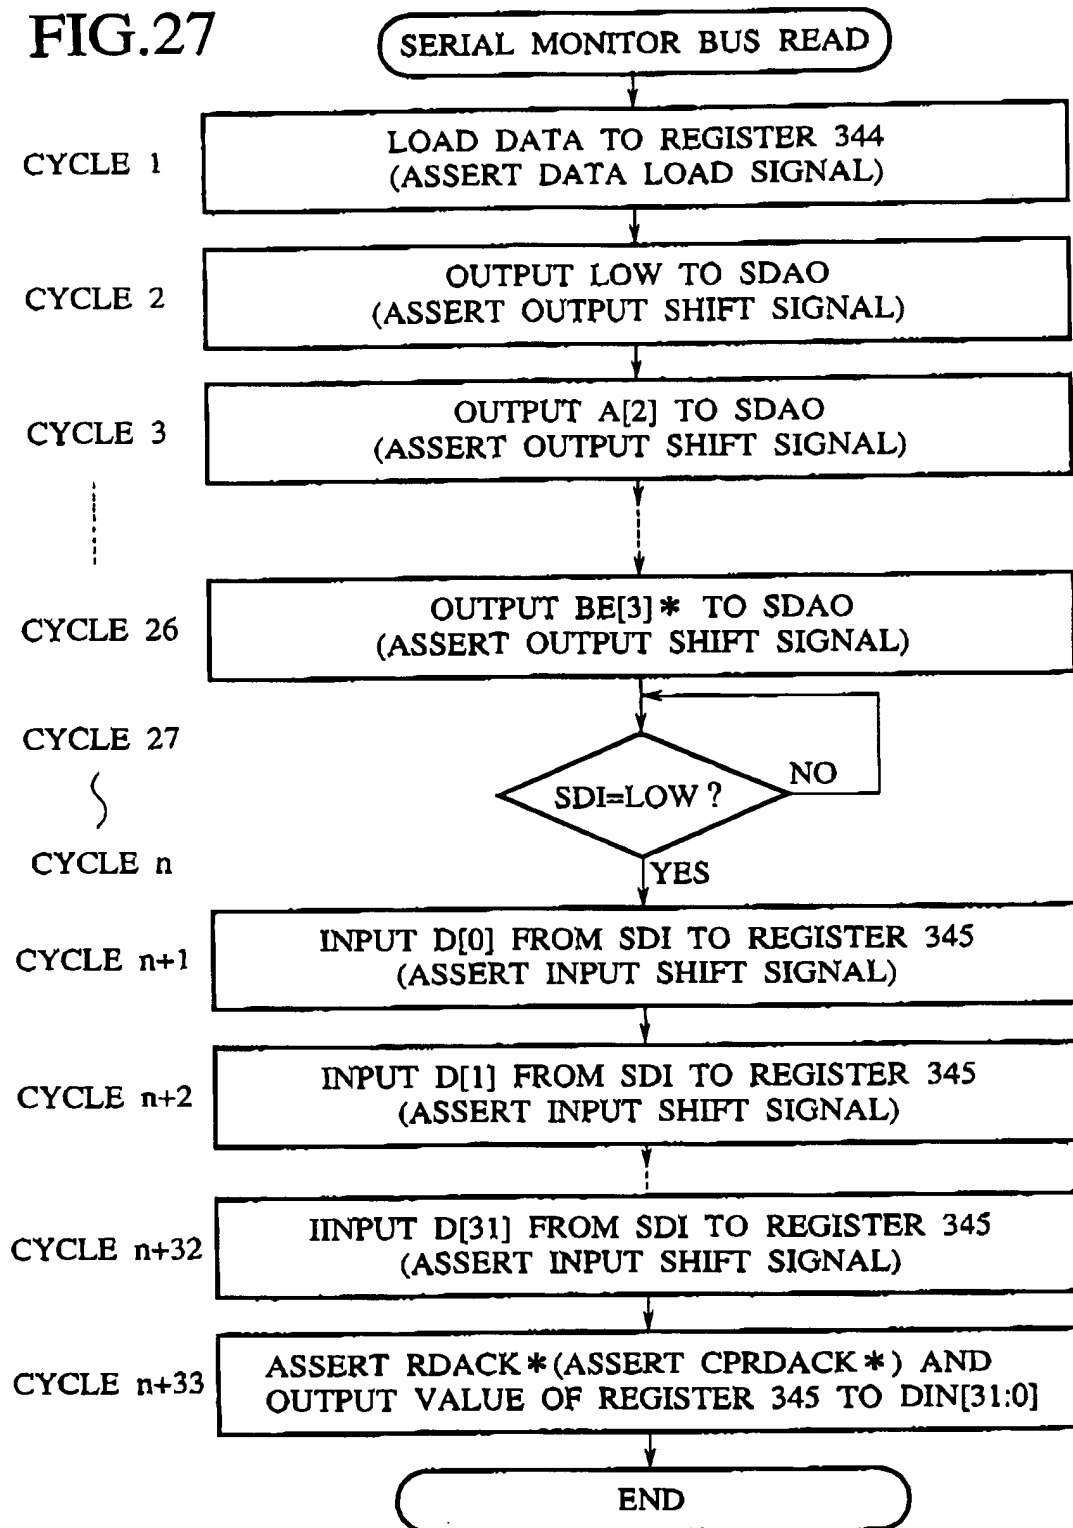 FIG.27
SERIAL MONITOR BUS READ
CYCLE 1
LOAD DATA TO REGISTER 344
(ASSERT DATA LOAD SIGNAL)
CYCLE 2
OUTPUT LOW TO SDAO
(ASSERT OUTPUT SHIFT SIGNAL)
CYCLE 3
OUTPUT A[2] TO SDAO
(ASSERT OUTPUT SHIFT SIGNAL)
CYCLE 26
OUTPUT BE[3]* TO SDAO
(ASSERT OUTPUT SHIFT SIGNAL)
CYCLE 27
SDI=LOW?
NO
CYCLE n
YES
CYCLE n+1
INPUT D[0] FROM SDI TO REGISTER 345
(ASSERT INPUT SHIFT SIGNAL)
CYCLE n+2
INPUT D[1] FROM SDI TO REGISTER 345
(ASSERT INPUT SHIFT SIGNAL)
CYCLE n+32
IINPUT D[31] FROM SDI TO REGISTER 345
(ASSERT INPUT SHIFT SIGNAL)
CYCLE n+33
ASSERT RDACK*(ASSERT CPRDACK*) AND
OUTPUT VALUE OF REGISTER 345 TO DIN[31:0]
END